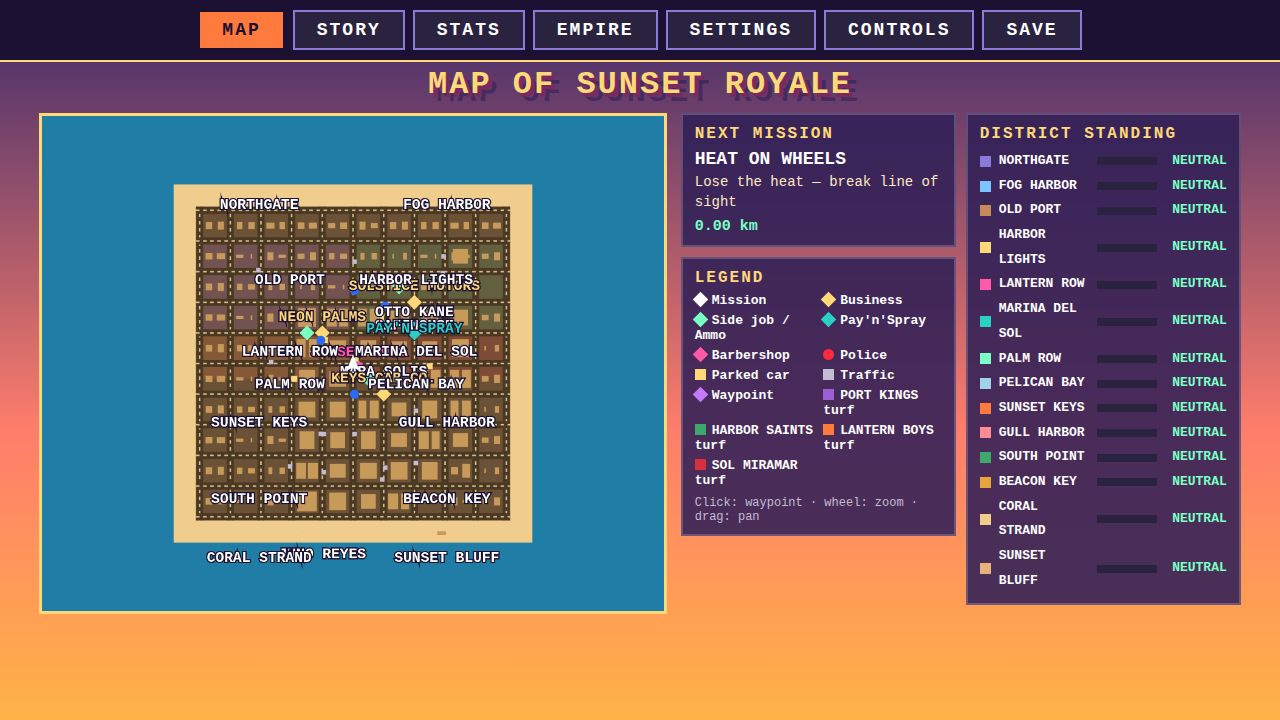 MAP
STORY
STATS
EMPIRE
SETTINGS
CONTROLS
SAVE
MAP OF SUNSET ROYALE
NORTHGATE
FOG HARBOR
OLD PORT
HARBOR LIGHTS
SOLSTICE MOTORS
NEON PALMS
OTTO KANE
PAY'N'SPRAY
LANTERN ROW
MARINA DEL SOL
MARA SOLIS
PALM ROW
PELICAN BAY
SUNSET KEYS
GULL HARBOR
SOUTH POINT
BEACON KEY
CORAL STRAND
REYES
SUNSET BLUFF
NEXT MISSION
HEAT ON WHEELS
Lose the heat — break line of
sight
0.00 km
LEGEND
Mission
Business
Side job /
Ammo
Pay'n'Spray
Barbershop
Police
Parked car
Traffic
Waypoint
PORT KINGS
turf
HARBOR SAINTS
turf
LANTERN BOYS
turf
SOL MIRAMAR
turf
Click: waypoint · wheel: zoom ·
drag: pan
DISTRICT STANDING
NORTHGATE NEUTRAL
FOG HARBOR NEUTRAL
OLD PORT NEUTRAL
HARBOR
LIGHTS NEUTRAL
LANTERN ROW NEUTRAL
MARINA DEL
SOL NEUTRAL
PALM ROW NEUTRAL
PELICAN BAY NEUTRAL
SUNSET KEYS NEUTRAL
GULL HARBOR NEUTRAL
SOUTH POINT NEUTRAL
BEACON KEY NEUTRAL
CORAL
STRAND NEUTRAL
SUNSET
BLUFF NEUTRAL